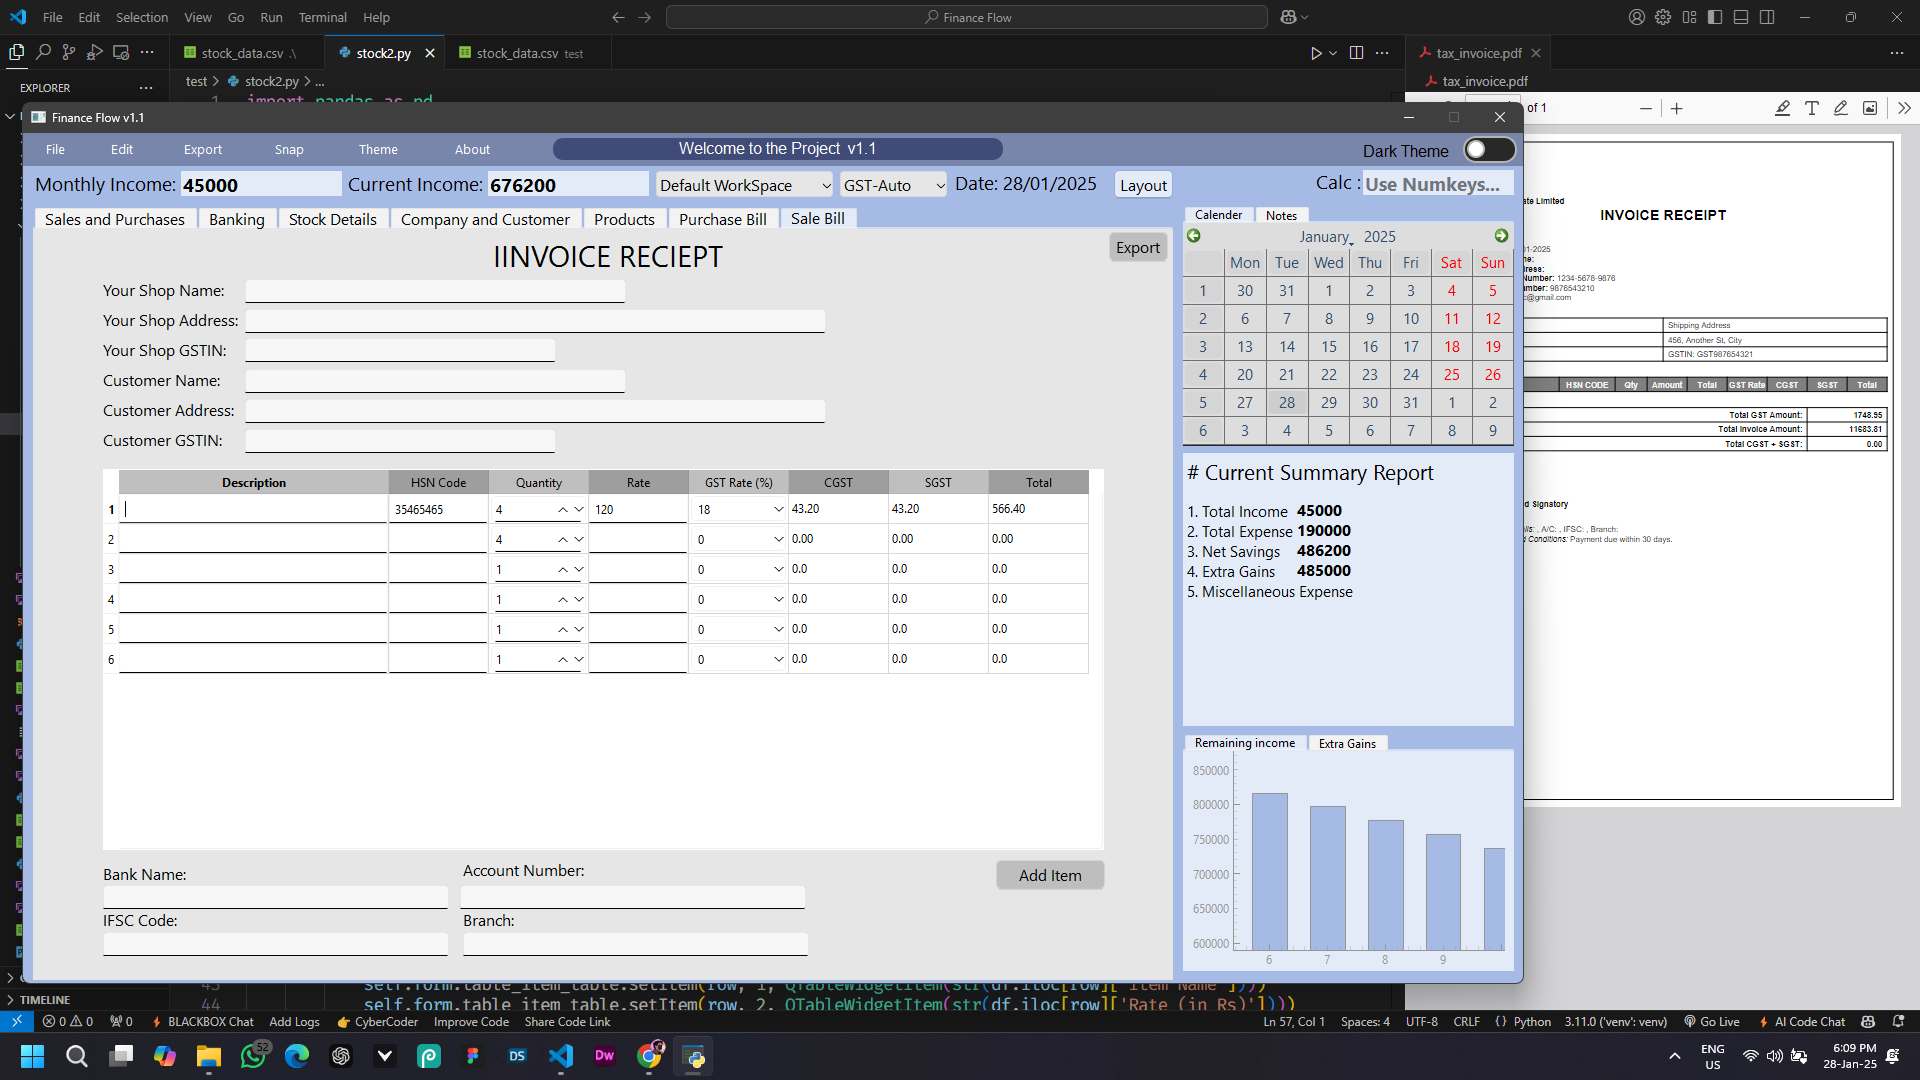 File Edit Selection View Go Run Terminal Help
Finance Flow
EXPLORER
stock_data.csv .\
stock2.py
stock_data.csv test
tax_invoice.pdf
test > stock2.py > ...
tax_invoice.pdf
1 import pandas as pd
of 1
Finance Flow v1.1
File Edit Export Snap Theme About
Welcome to the Project v1.1
Dark Theme
Monthly Income: 45000
Current Income: 676200
Default WorkSpace
GST-Auto
Date: 28/01/2025
Layout
Calc : Use Numkeys...
Sales and Purchases
Banking
Stock Details
Company and Customer
Products
Purchase Bill
Sale Bill
IINVOICE RECIEPT
Export
Your Shop Name:
Your Shop Address:
Your Shop GSTIN:
Customer Name:
Customer Address:
Customer GSTIN:
Description HSN Code Quantity Rate GST Rate (%) CGST SGST Total
1 35465465 4 120 18 43.20 43.20 566.40
2 4 0 0.00 0.00 0.00
3 1 0 0.0 0.0 0.0
4 1 0 0.0 0.0 0.0
5 1 0 0.0 0.0 0.0
6 1 0 0.0 0.0 0.0
Bank Name:
Account Number:
Add Item
IFSC Code:
Branch:
Calender Notes
January, 2025
Mon Tue Wed Thu Fri Sat Sun
1 30 31 1 2 3 4 5
2 6 7 8 9 10 11 12
3 13 14 15 16 17 18 19
4 20 21 22 23 24 25 26
5 27 28 29 30 31 1 2
6 3 4 5 6 7 8 9
# Current Summary Report
1. Total Income 45000
2. Total Expense 190000
3. Net Savings 486200
4. Extra Gains 485000
5. Miscellaneous Expense
Remaining income Extra Gains
850000
800000
750000
700000
650000
600000
6 7 8 9
te Limited
INVOICE RECEIPT
01-2025
Number: 1234-5678-9876
mber: 9876543210
@gmail.com
Shipping Address
456, Another St, City
GSTIN: GST987654321
HSN CODE Qty Amount Total GST Rate CGST SGST Total
Total GST Amount: 1748.95
Total Invoice Amount: 11683.81
Total CGST + SGST: 0.00
d Signatory
ils: , A/C: , IFSC: , Branch:
d Conditions: Payment due within 30 days.
TIMELINE
43 self.form.table_item_table.setItem(row, 1, QTableWidgetItem(str(df.iloc[row]['Item Name'])))
44 self.form.table_item_table.setItem(row, 2, QTableWidgetItem(str(df.iloc[row]['Rate (in Rs)'])))
0 0 0 BLACKBOX Chat Add Logs CyberCoder Improve Code Share Code Link
Ln 57, Col 1 Spaces: 4 UTF-8 CRLF {} Python 3.11.0 ('venv': venv) Go Live AI Code Chat
52
DS
Dw
ENG
US
6:09 PM
28-Jan-25